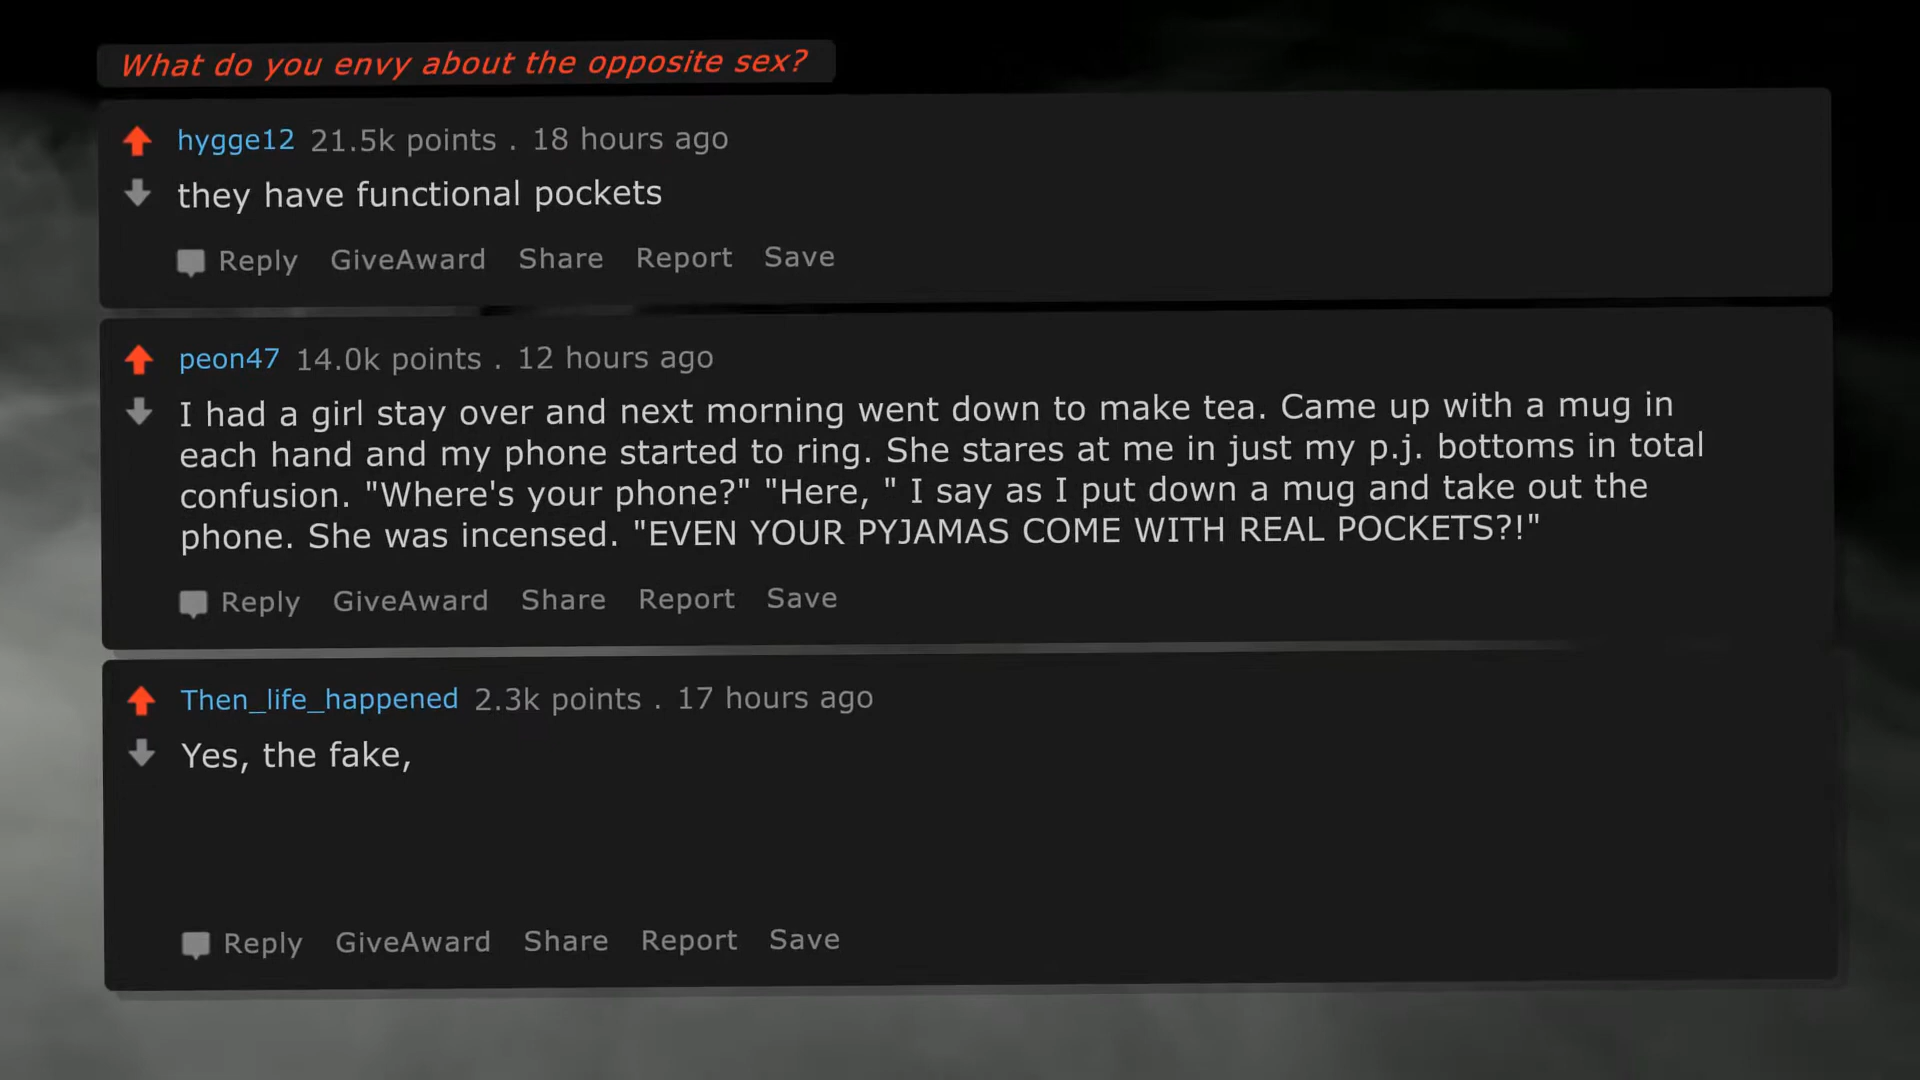 What do you envy about the opposite sex?
hygge12 21.5k points . 18 hours ago
they have functional pockets
Reply GiveAward Share Report Save
peon47 14.0k points . 12 hours ago
I had a girl stay over and next morning went down to make tea. Came up with a mug in
each hand and my phone started to ring. She stares at me in just my p.j. bottoms in total
confusion. "Where's your phone?" "Here, " I say as I put down a mug and take out the
phone. She was incensed. "EVEN YOUR PYJAMAS COME WITH REAL POCKETS?!"
Reply GiveAward Share Report Save
Then_life_happened 2.3k points . 17 hours ago
Yes, the fake,
Reply GiveAward Share Report Save